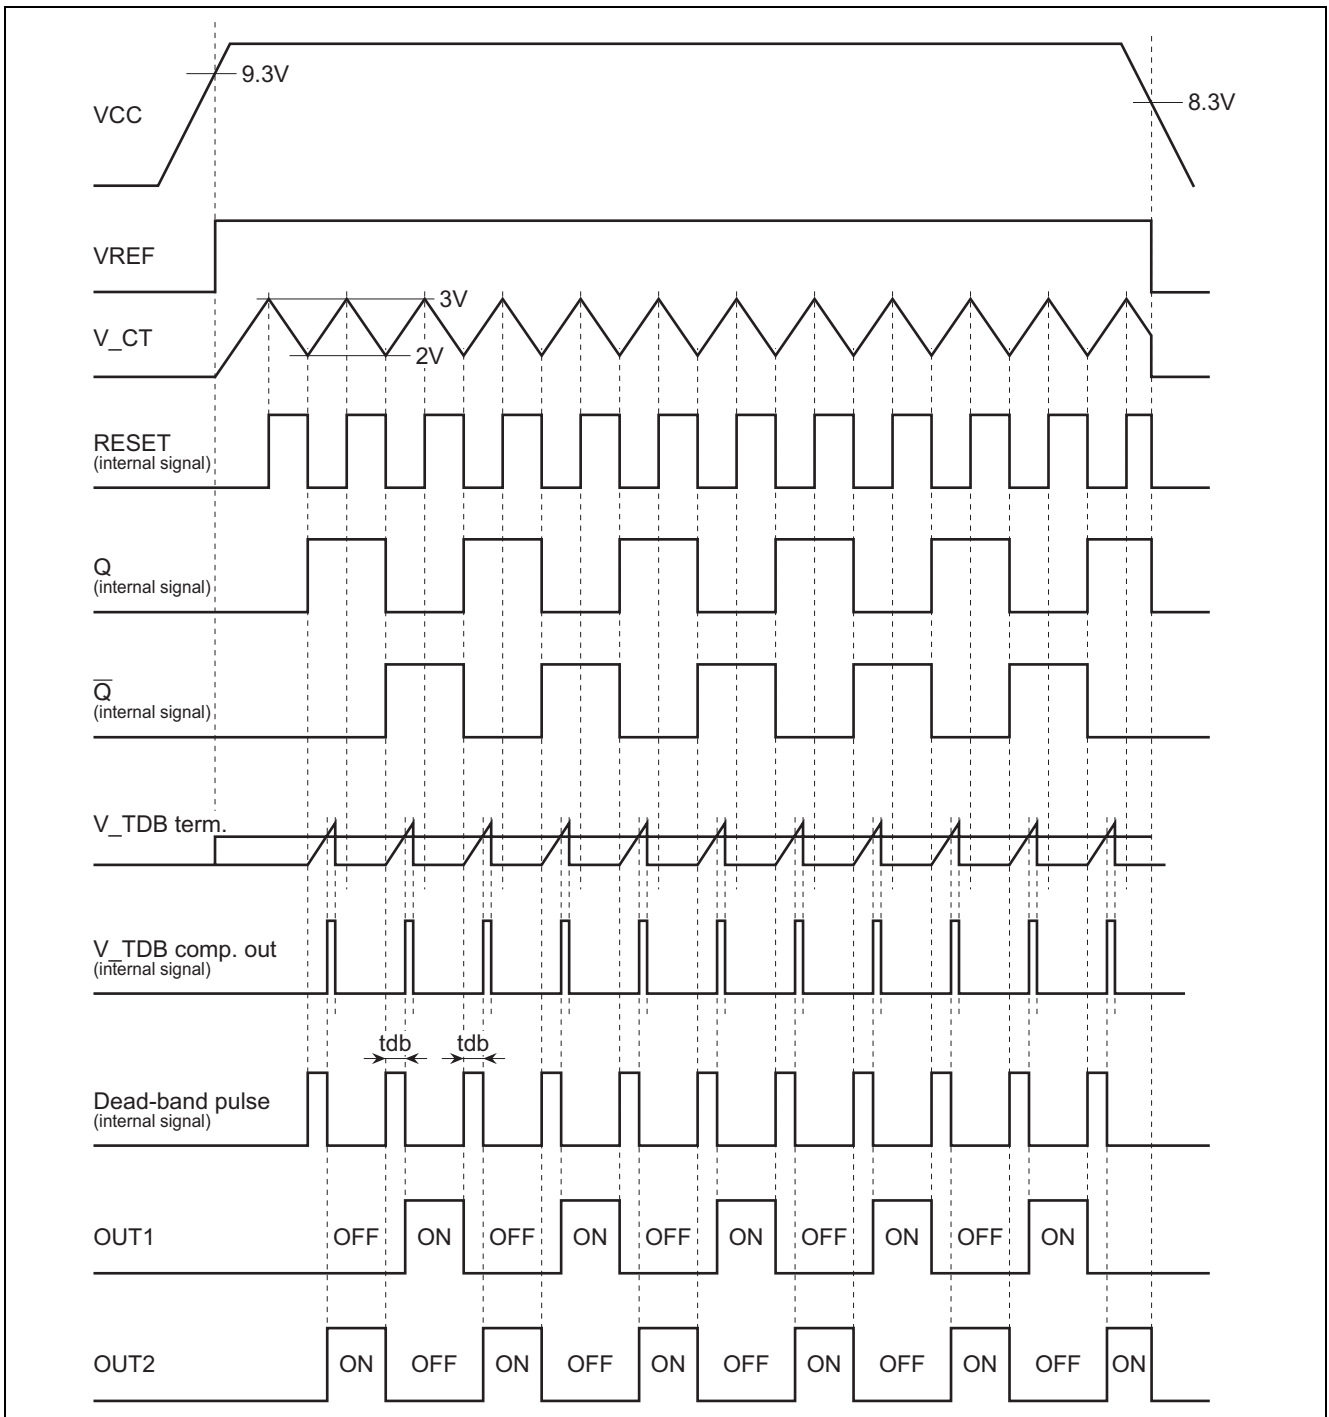 9.3V
VCC
8.3V
VREF
3V
V_CT
2V
RESET
(internal signal)
Q
(internal signal)
Q̅
(internal signal)
V_TDB term.
V_TDB comp. out
(internal signal)
tdb tdb
Dead-band pulse
(internal signal)
OUT1 OFF ON OFF ON OFF ON OFF ON OFF ON
OUT2 ON OFF ON OFF ON OFF ON OFF ON OFF ON